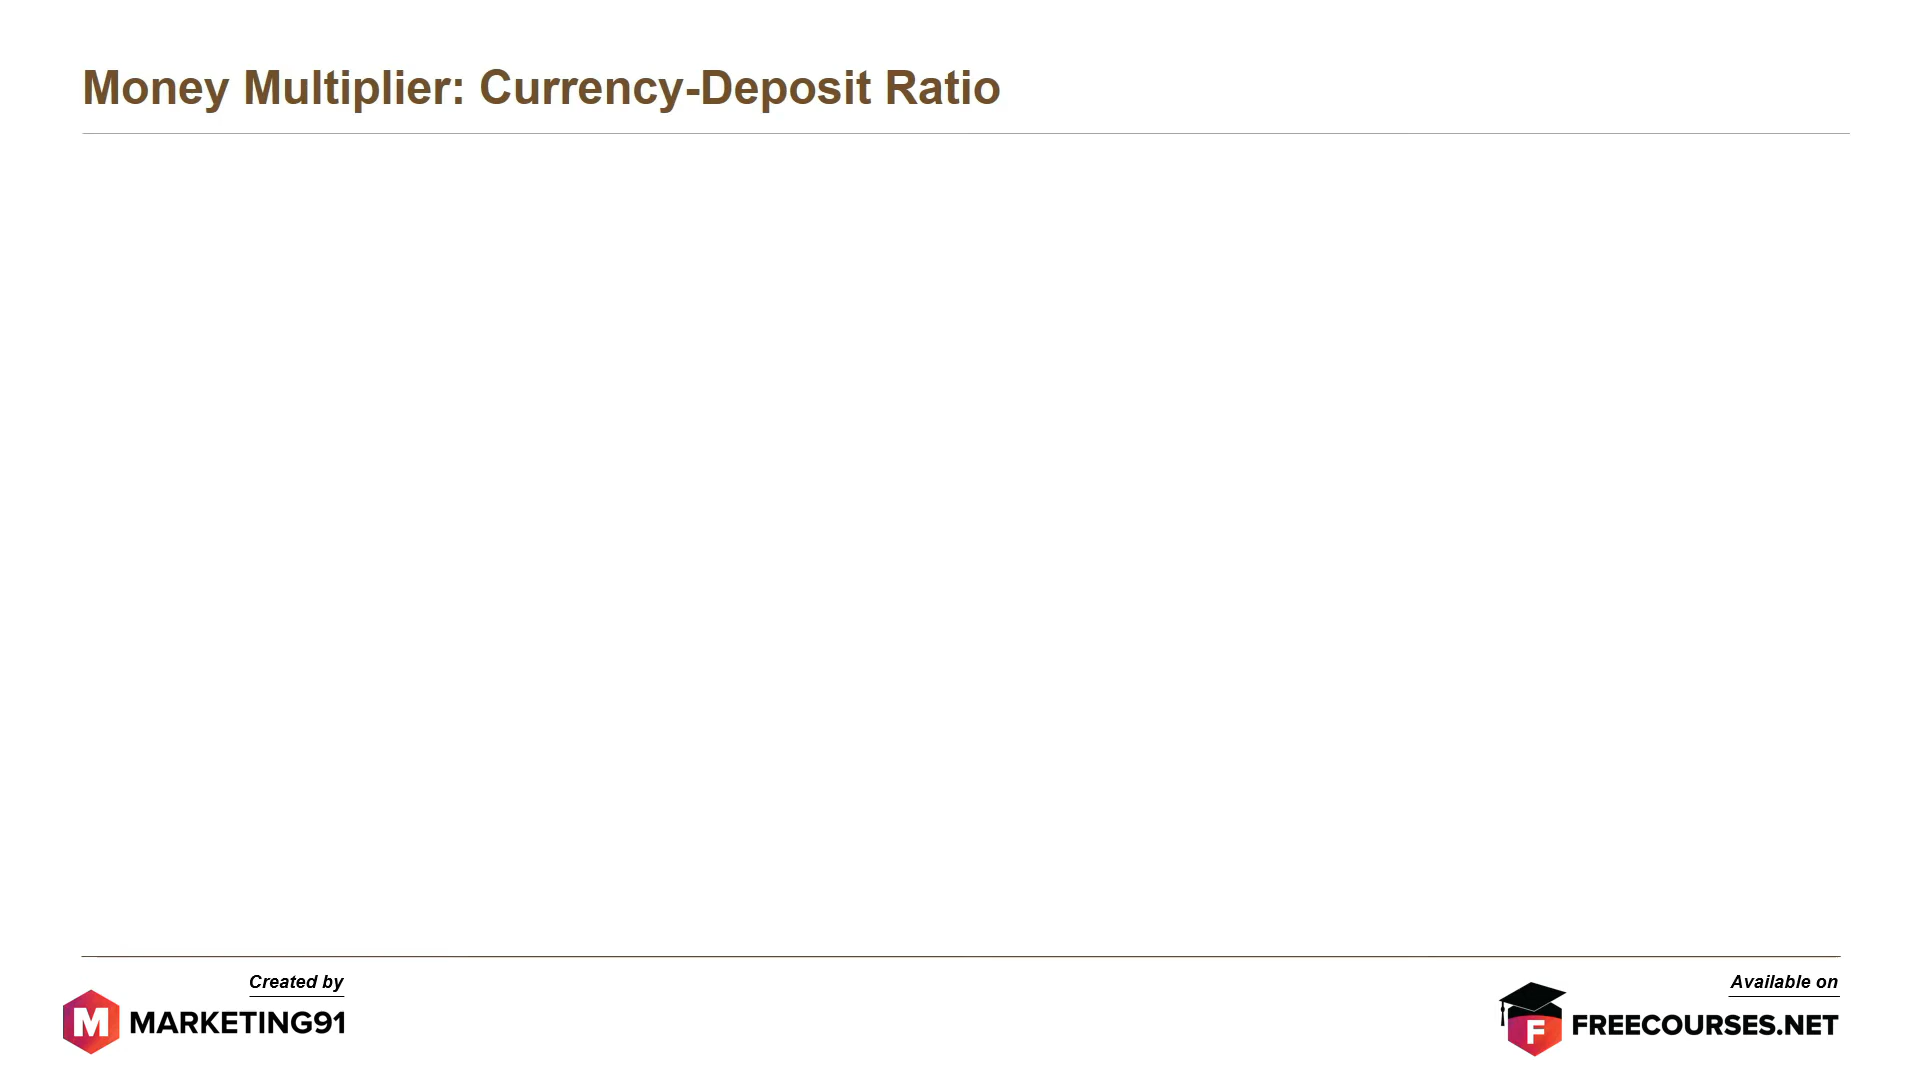 Money Multiplier: Currency-Deposit Ratio
Created by
M MARKETING91
Available on
F FREECOURSES.NET